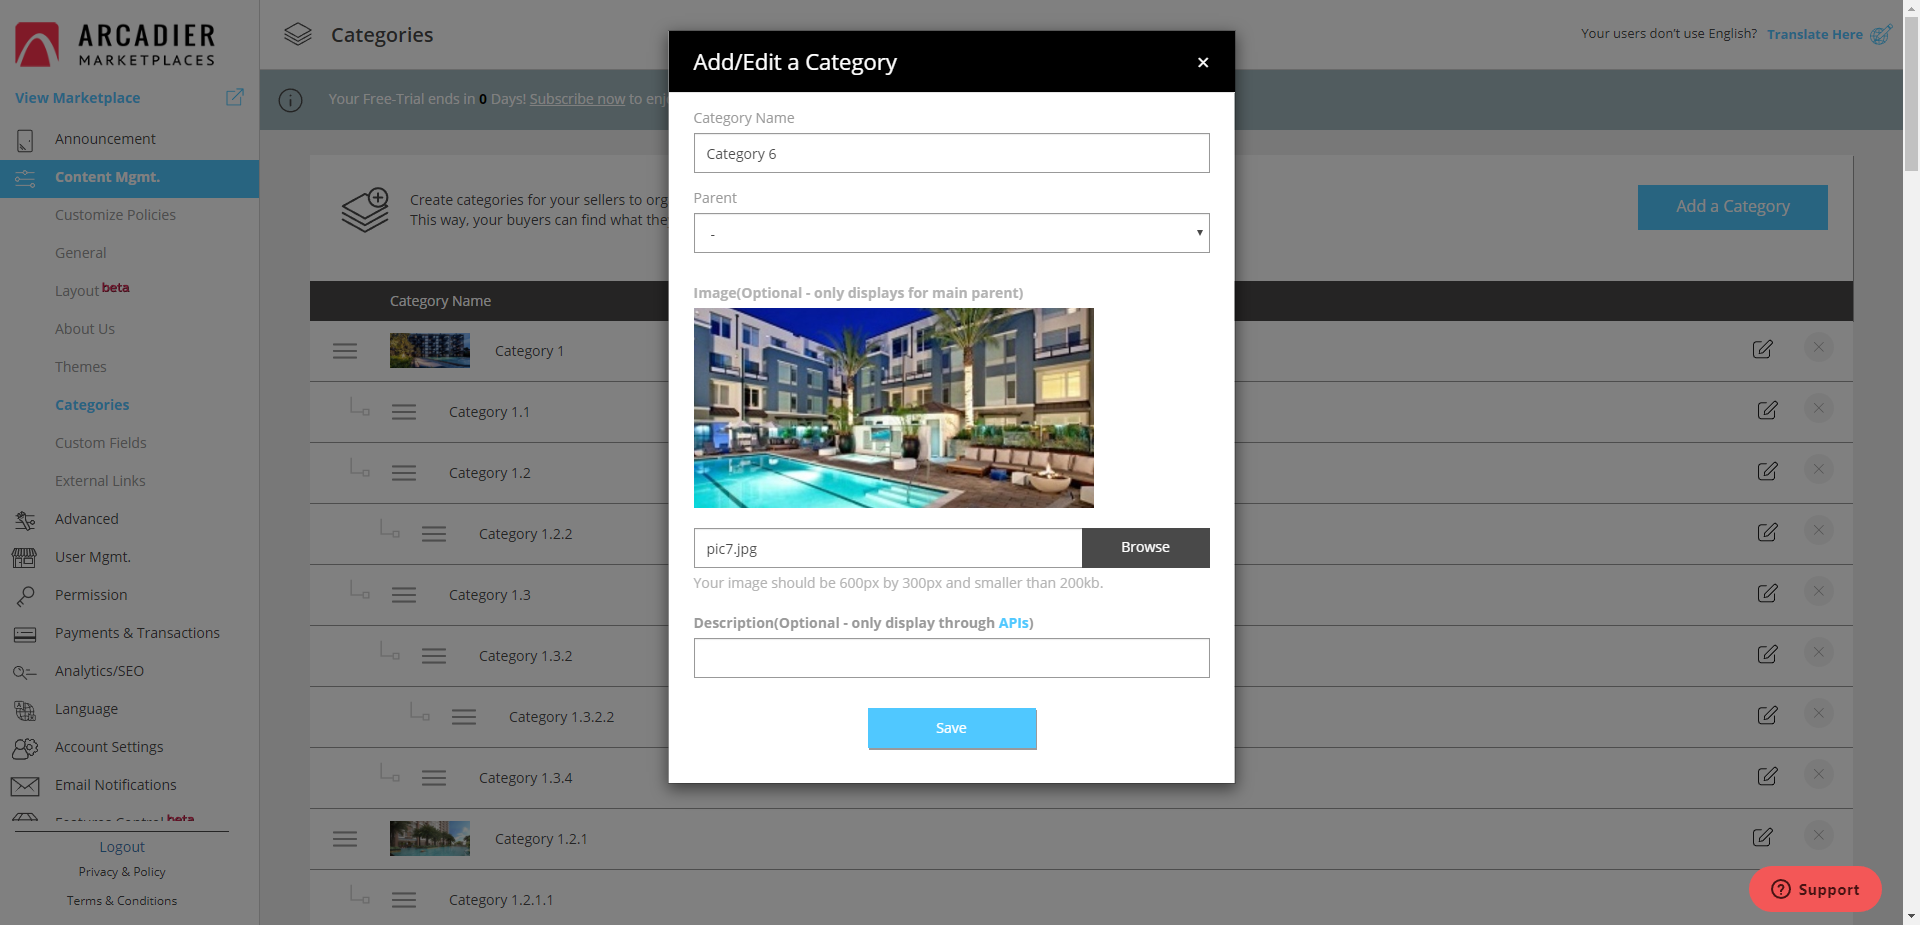 ARCADIER
MARKETPLACES
View Marketplace
Announcement
Content Mgmt.
Customize Policies
General
Layout beta
About Us
Themes
Categories
Custom Fields
External Links
Advanced
User Mgmt.
Permission
Payments & Transactions
Analytics/SEO
Language
Account Settings
Email Notifications
Features Control beta
Logout
Privacy & Policy
Terms & Conditions
Categories
Your users don't use English? Translate Here
Your Free-Trial ends in 0 Days! Subscribe now to enj
Create categories for your sellers to org
This way, your buyers can find what the
Add a Category
Category Name
Category 1
Category 1.1
Category 1.2
Category 1.2.2
Category 1.3
Category 1.3.2
Category 1.3.2.2
Category 1.3.4
Category 1.2.1
Category 1.2.1.1
Add/Edit a Category
Category Name
Category 6
Parent
-
Image(Optional - only displays for main parent)
pic7.jpg
Browse
Your image should be 600px by 300px and smaller than 200kb.
Description(Optional - only display through APIs)
Save
Support